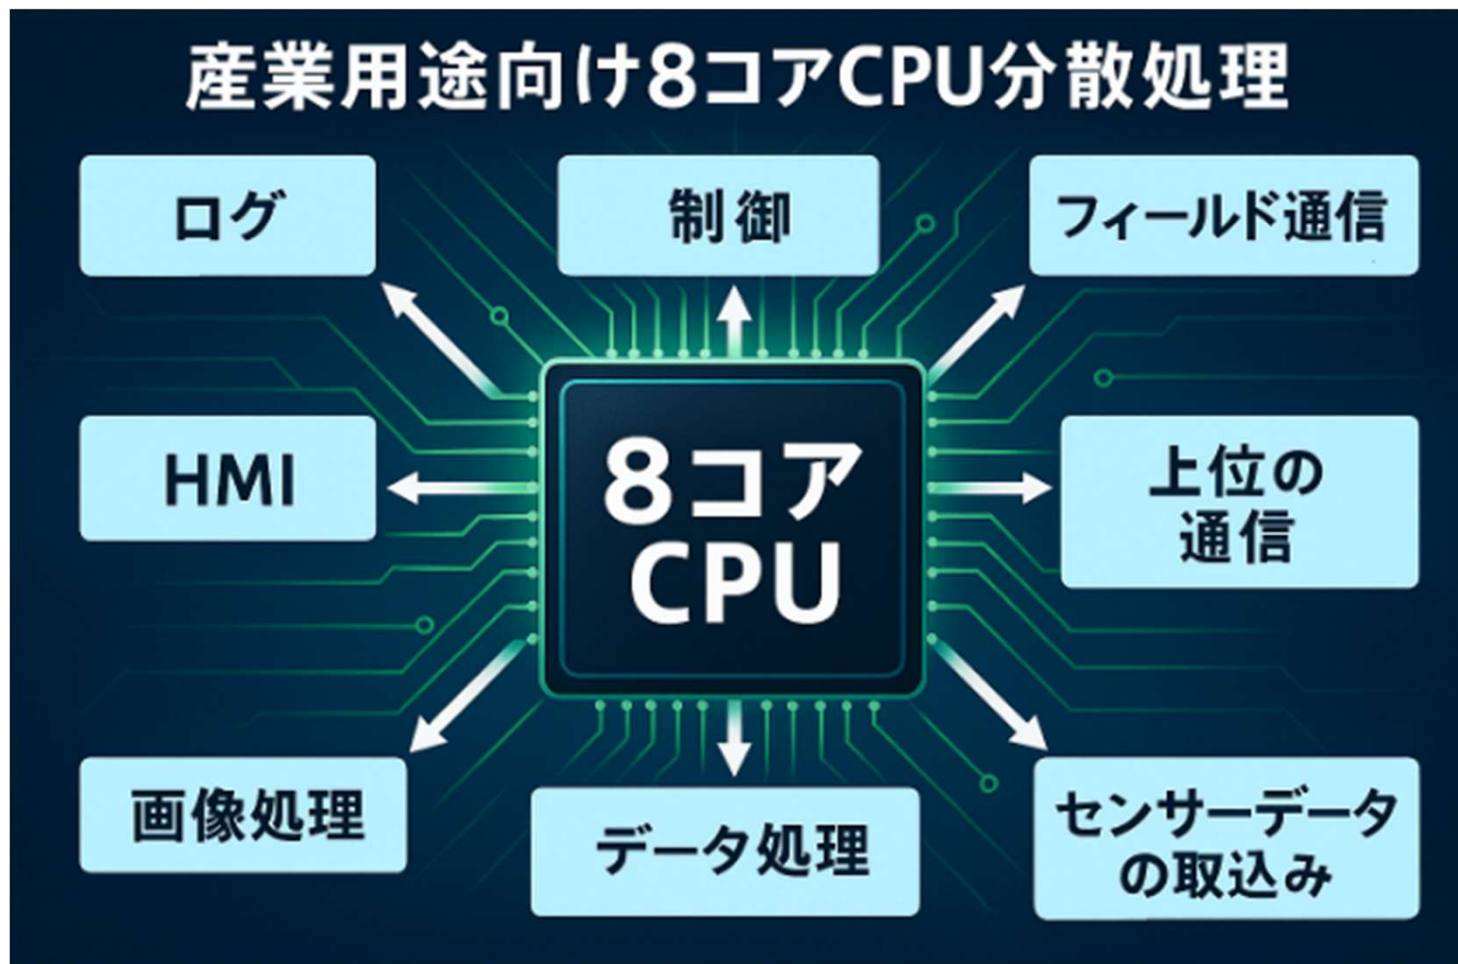 産業用途向け8コアCPU分散処理
ログ
制御
フィールド通信
HMI
8コア
CPU
上位の
通信
画像処理
データ処理
センサーデータ
の取込み